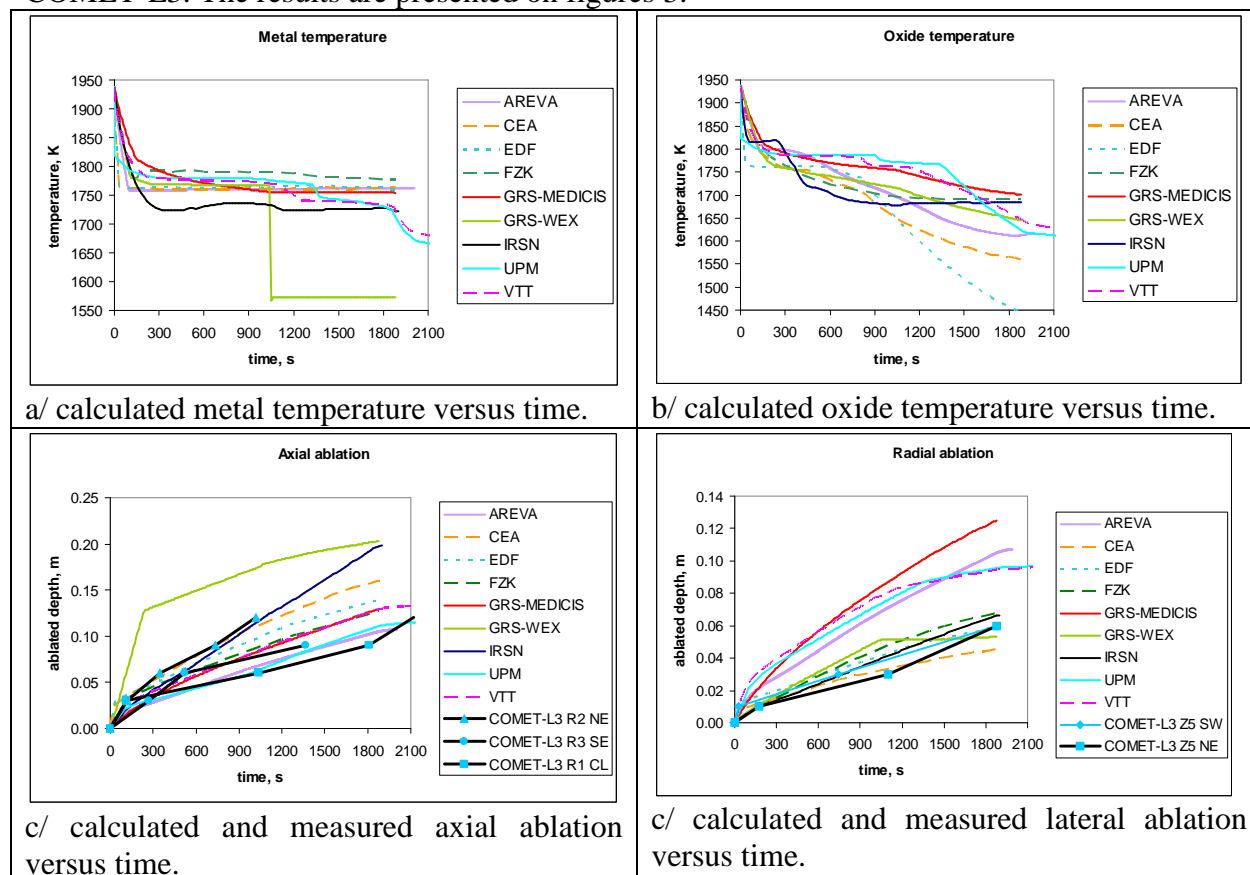 COMET-L3. The results are presented on figures 3.
Metal temperature
1950
1900
1850
1800
1750
1700
1650
1600
1550
temperature, K
0 300 600 900 1200 1500 1800 2100
time, s
AREVA
CEA
EDF
FZK
GRS-MEDICIS
GRS-WEX
IRSN
UPM
VTT
a/ calculated metal temperature versus time.
Oxide temperature
1950
1900
1850
1800
1750
1700
1650
1600
1550
1500
1450
temperature, K
0 300 600 900 1200 1500 1800 2100
time, s
AREVA
CEA
EDF
FZK
GRS-MEDICIS
GRS-WEX
IRSN
UPM
VTT
b/ calculated oxide temperature versus time.
Axial ablation
0.25
0.20
0.15
0.10
0.05
0.00
ablated depth, m
0 300 600 900 1200 1500 1800 2100
time, s
AREVA
CEA
EDF
FZK
GRS-MEDICIS
GRS-WEX
IRSN
UPM
VTT
COMET-L3 R2 NE
COMET-L3 R3 SE
COMET-L3 R1 CL
c/ calculated and measured axial ablation
versus time.
Radial ablation
0.14
0.12
0.10
0.08
0.06
0.04
0.02
0.00
ablated depth, m
0 300 600 900 1200 1500 1800 2100
time, s
AREVA
CEA
EDF
FZK
GRS-MEDICIS
GRS-WEX
IRSN
UPM
VTT
COMET-L3 Z5 SW
COMET-L3 Z5 NE
c/ calculated and measured lateral ablation
versus time.